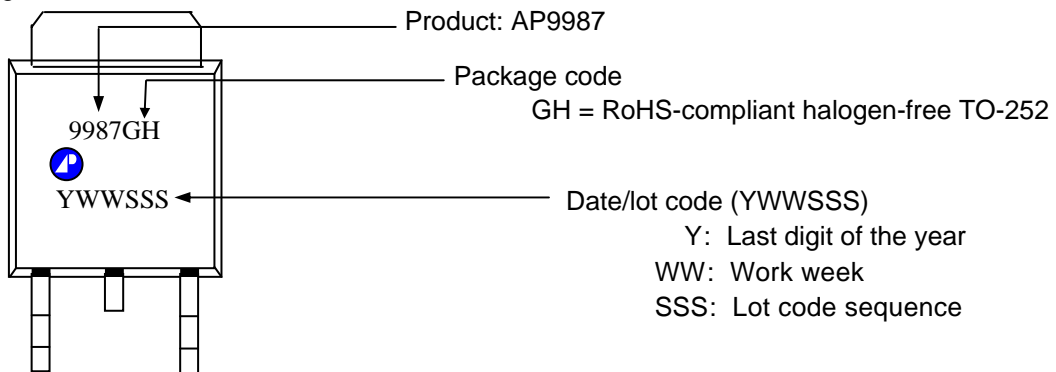 Product: AP9987
Package code
GH = RoHS-compliant halogen-free TO-252
9987GH
YWWSSS
Date/lot code (YWWSSS)
Y: Last digit of the year
WW: Work week
SSS: Lot code sequence